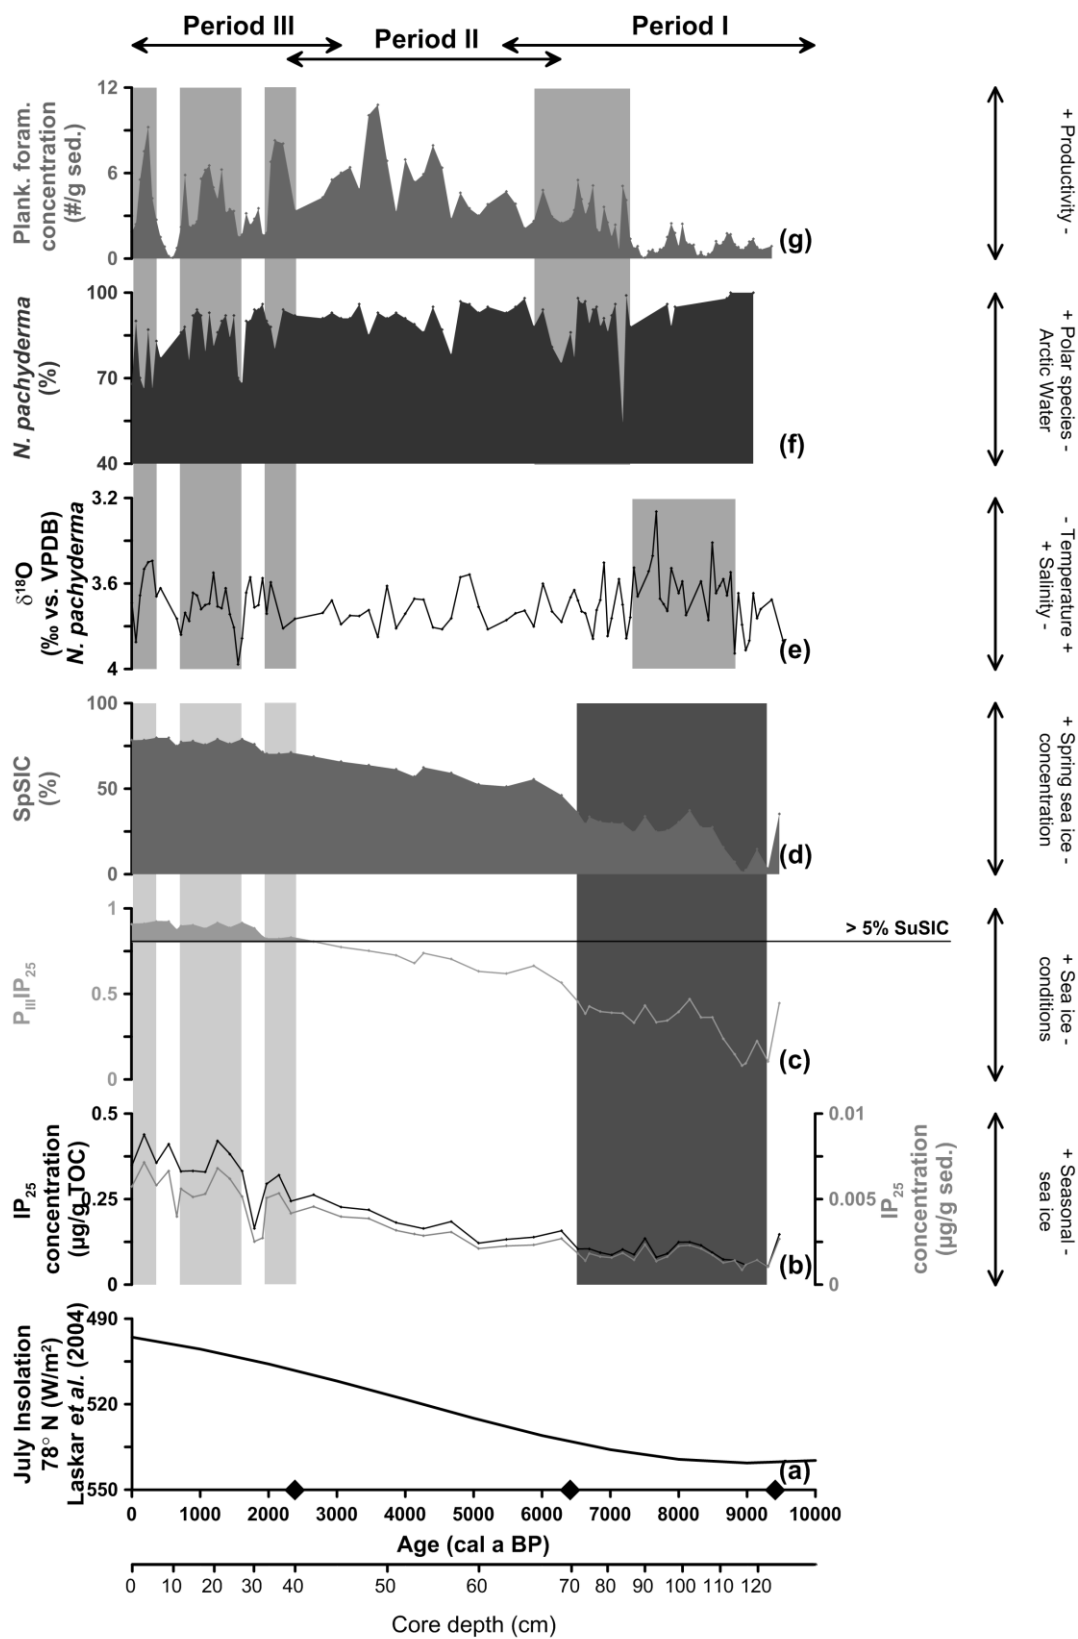 Period III
Period II
Period I
Plank. foram.
concentration
(#/g sed.)
12
6
0
(g)
+ Productivity -
N. pachyderma
(%)
100
70
40
(f)
+ Polar species -
Arctic Water
δ18O
(‰ vs. VPDB)
N. pachyderma
3.2
3.6
4
(e)
- Temperature +
+ Salinity -
SpSIC
(%)
100
50
0
(d)
+ Spring sea ice -
concentration
PIIIIP25
1
0.5
0
> 5% SuSIC
(c)
+ Sea ice -
conditions
IP25
concentration
(µg/g TOC)
0.5
0.25
0
(b)
0.01
0.005
0
IP25
concentration
(µg/g sed.)
+ Seasonal -
sea ice
July Insolation
78° N (W/m²)
Laskar et al. (2004)
490
520
550
(a)
0 1000 2000 3000 4000 5000 6000 7000 8000 9000 10000
Age (cal a BP)
0 10 20 30 40 50 60 70 80 90 100 110 120
Core depth (cm)